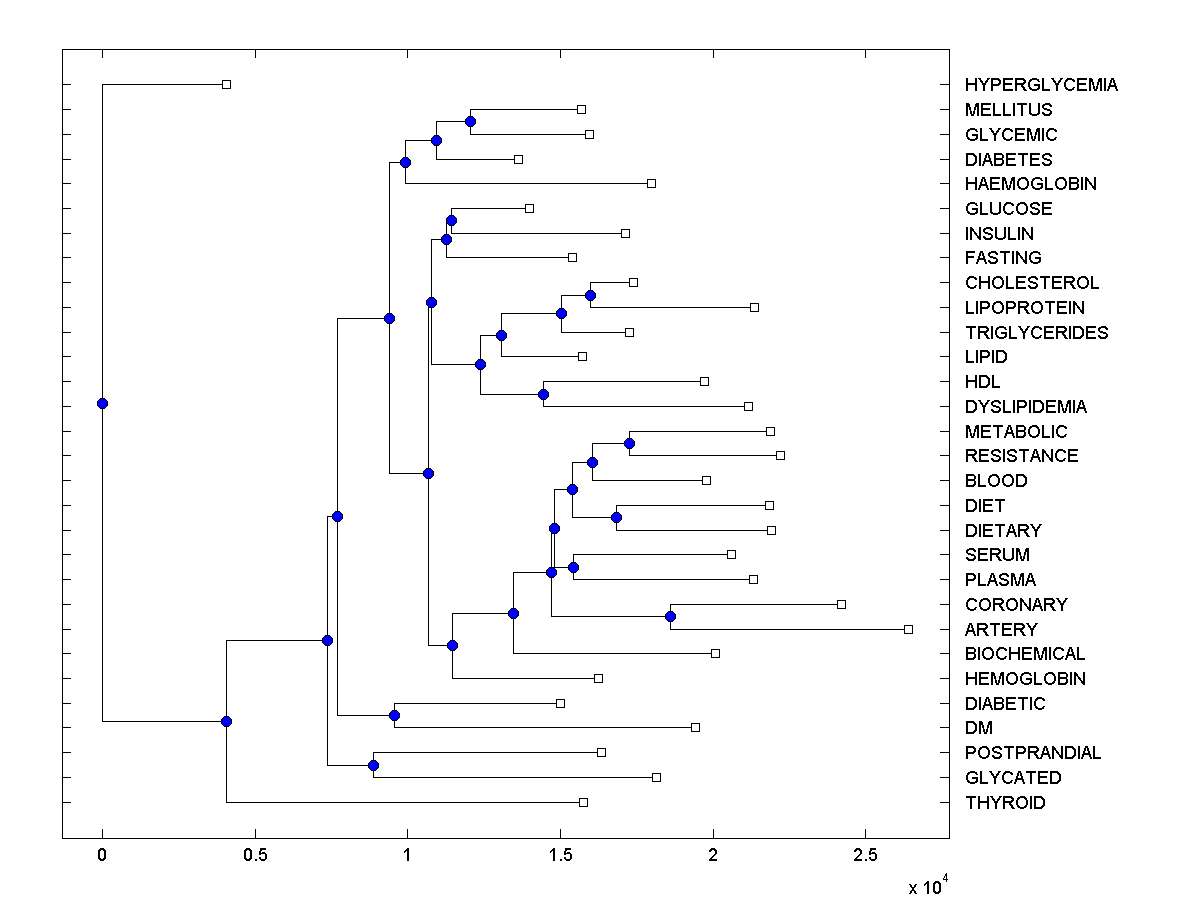 HYPERGLYCEMIA
MELLITUS
GLYCEMIC
DIABETES
HAEMOGLOBIN
GLUCOSE
INSULIN
FASTING
CHOLESTEROL
LIPOPROTEIN
TRIGLYCERIDES
LIPID
HDL
DYSLIPIDEMIA
METABOLIC
RESISTANCE
BLOOD
DIET
DIETARY
SERUM
PLASMA
CORONARY
ARTERY
BIOCHEMICAL
HEMOGLOBIN
DIABETIC
DM
POSTPRANDIAL
GLYCATED
THYROID
0 0.5 1 1.5 2 2.5
x 10^4